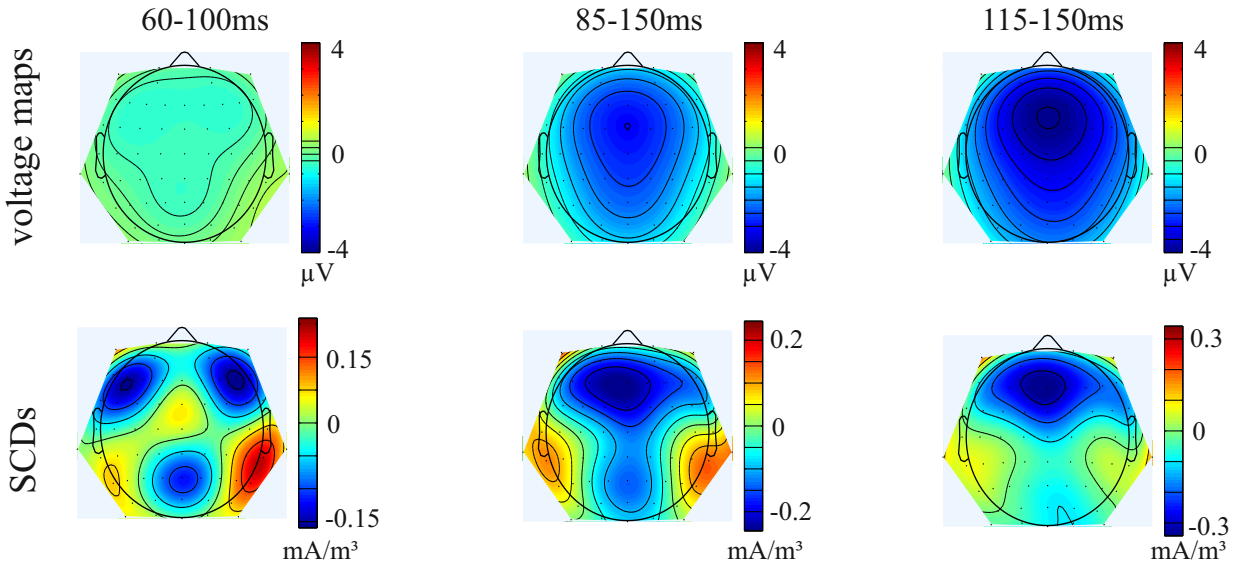 60-100ms
85-150ms
115-150ms
voltage maps
4
0
-4
µV
4
0
-4
µV
4
0
-4
µV
SCDs
0.15
0
-0.15
mA/m³
0.2
0
-0.2
mA/m³
0.3
0
-0.3
mA/m³